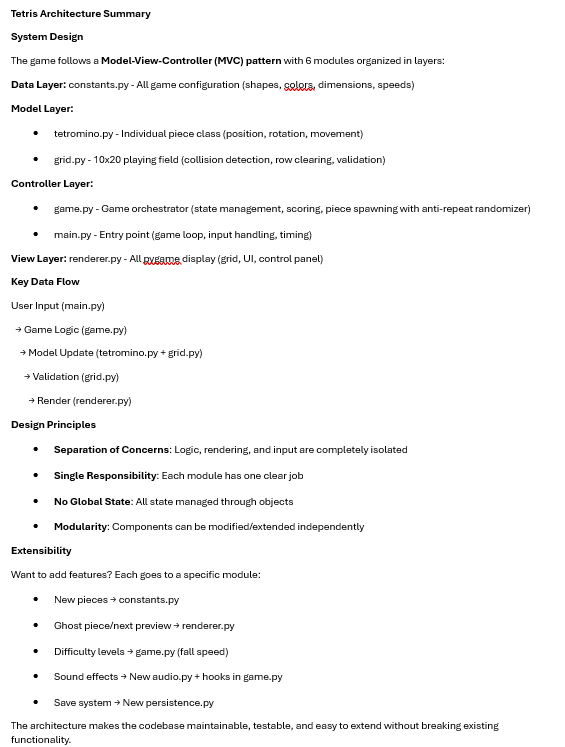 Tetris Architecture Summary
System Design
The game follows a Model-View-Controller (MVC) pattern with 6 modules organized in layers:
Data Layer: constants.py - All game configuration (shapes, colors, dimensions, speeds)
Model Layer:
• tetromino.py - Individual piece class (position, rotation, movement)
• grid.py - 10x20 playing field (collision detection, row clearing, validation)
Controller Layer:
• game.py - Game orchestrator (state management, scoring, piece spawning with anti-repeat randomizer)
• main.py - Entry point (game loop, input handling, timing)
View Layer: renderer.py - All pygame display (grid, UI, control panel)
Key Data Flow
User Input (main.py)
→ Game Logic (game.py)
→ Model Update (tetromino.py + grid.py)
→ Validation (grid.py)
→ Render (renderer.py)
Design Principles
• Separation of Concerns: Logic, rendering, and input are completely isolated
• Single Responsibility: Each module has one clear job
• No Global State: All state managed through objects
• Modularity: Components can be modified/extended independently
Extensibility
Want to add features? Each goes to a specific module:
• New pieces → constants.py
• Ghost piece/next preview → renderer.py
• Difficulty levels → game.py (fall speed)
• Sound effects → New audio.py + hooks in game.py
• Save system → New persistence.py
The architecture makes the codebase maintainable, testable, and easy to extend without breaking existing
functionality.